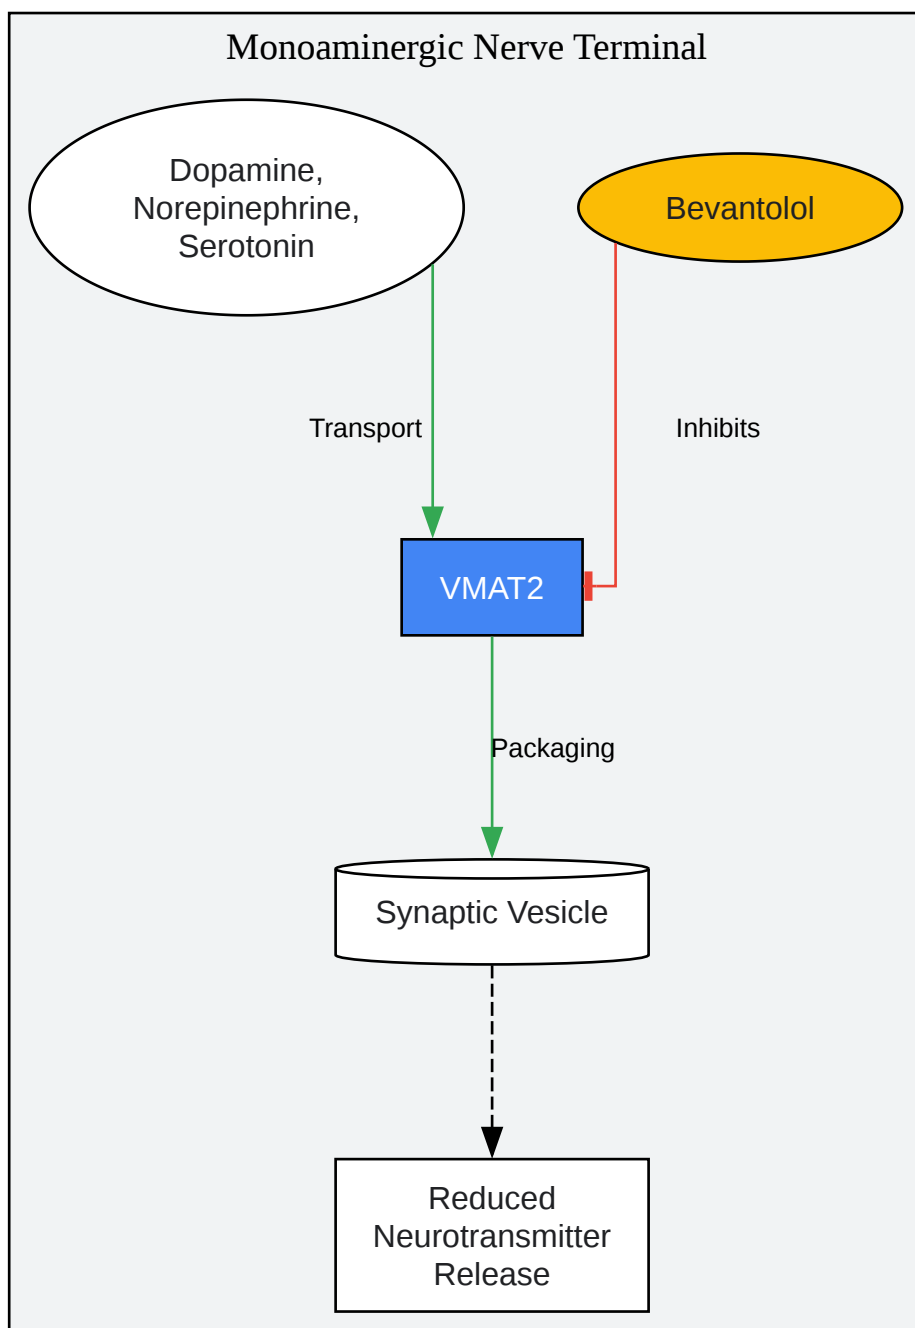 Monoaminergic Nerve Terminal
Dopamine,
Norepinephrine,
Serotonin
Bevantolol
Transport
Inhibits
VMAT2
Packaging
Synaptic Vesicle
Reduced
Neurotransmitter
Release